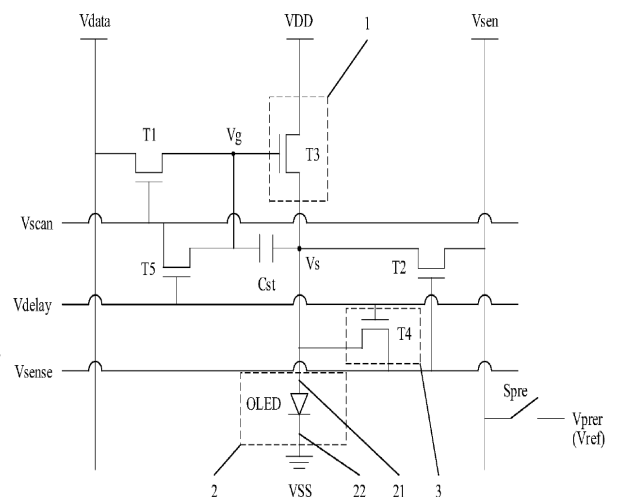 Vdata
VDD
1
Vsen
T1
Vg
T3
Vscan
T5
Cst
Vs
T2
Vdelay
T4
Vsense
OLED
Spre
Vprer
(Vref)
2
VSS
22
21
3